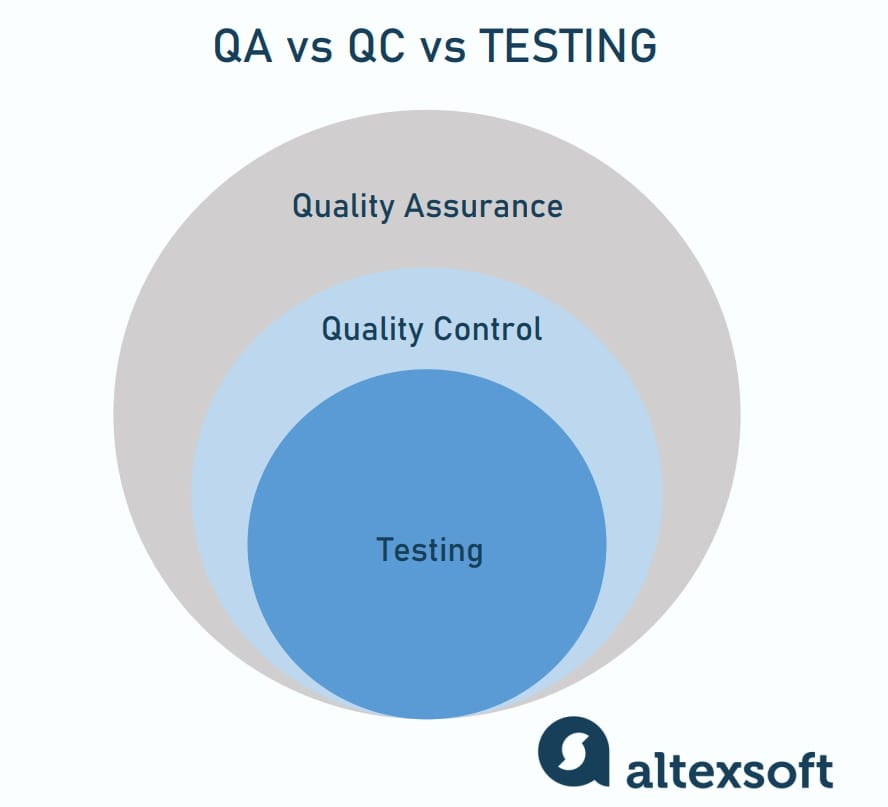 QA vs QC vs TESTING
Quality Assurance
Quality Control
Testing
altexsoft